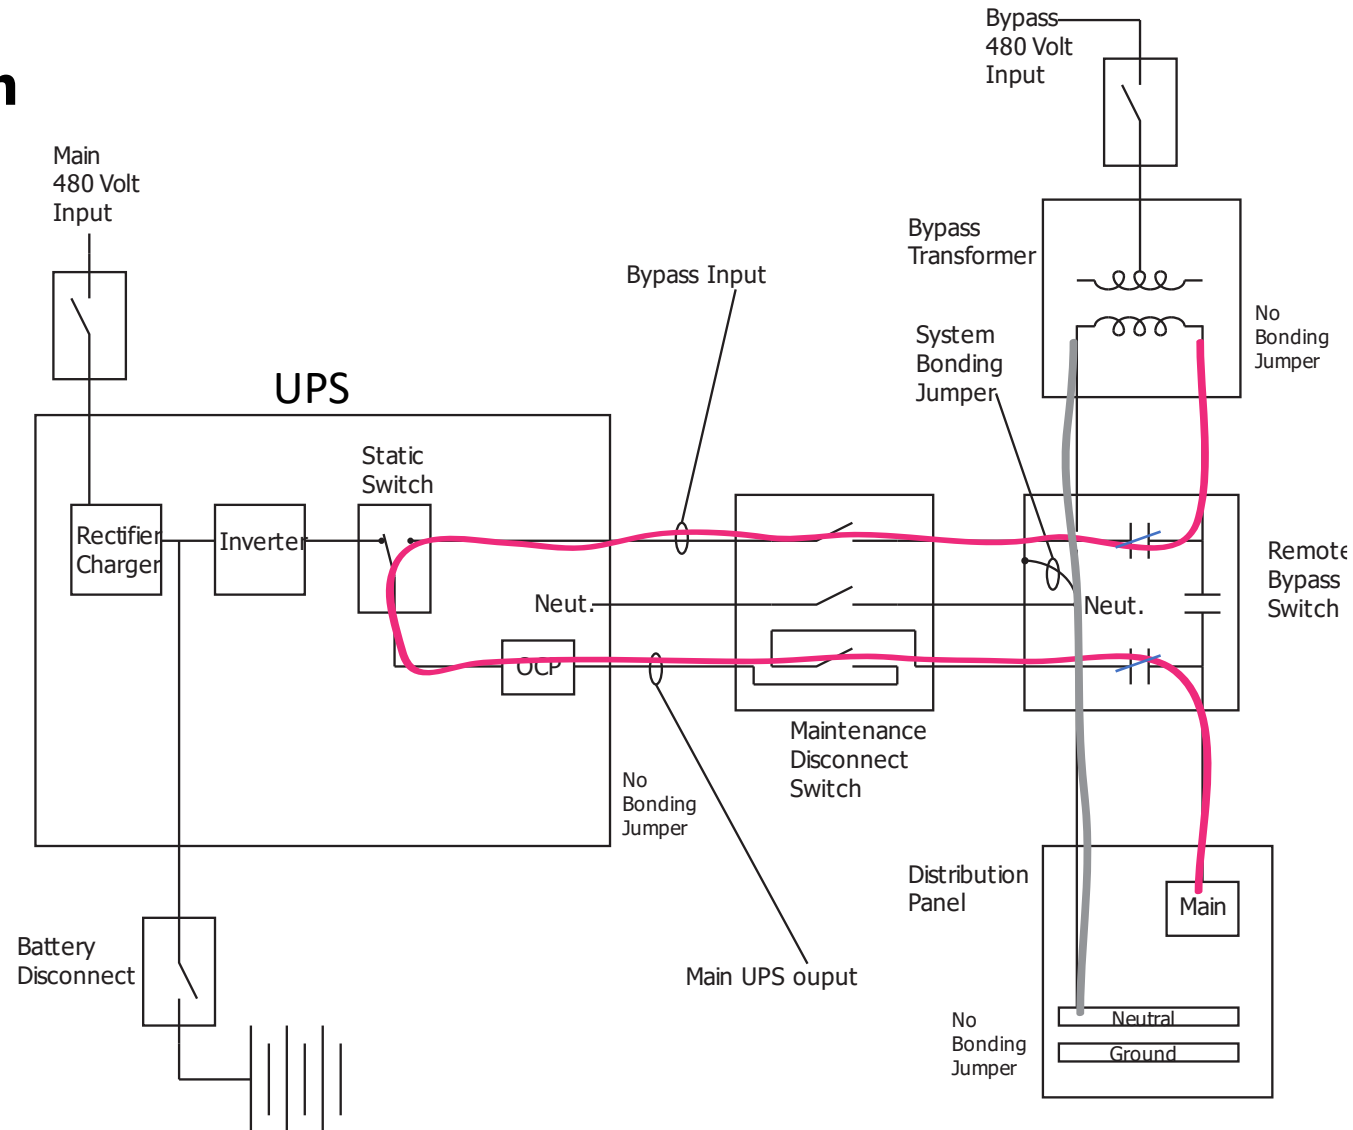 n
Bypass
480 Volt
Input
Main
480 Volt
Input
Bypass
Transformer
Bypass Input
No
Bonding
Jumper
System
Bonding
Jumper
UPS
Static
Switch
Rectifier
Charger
Inverter
Remote
Bypass
Switch
Neut.
Neut.
OCP
Maintenance
Disconnect
Switch
No
Bonding
Jumper
Distribution
Panel
Main
Battery
Disconnect
Main UPS ouput
No
Bonding
Jumper
Neutral
Ground